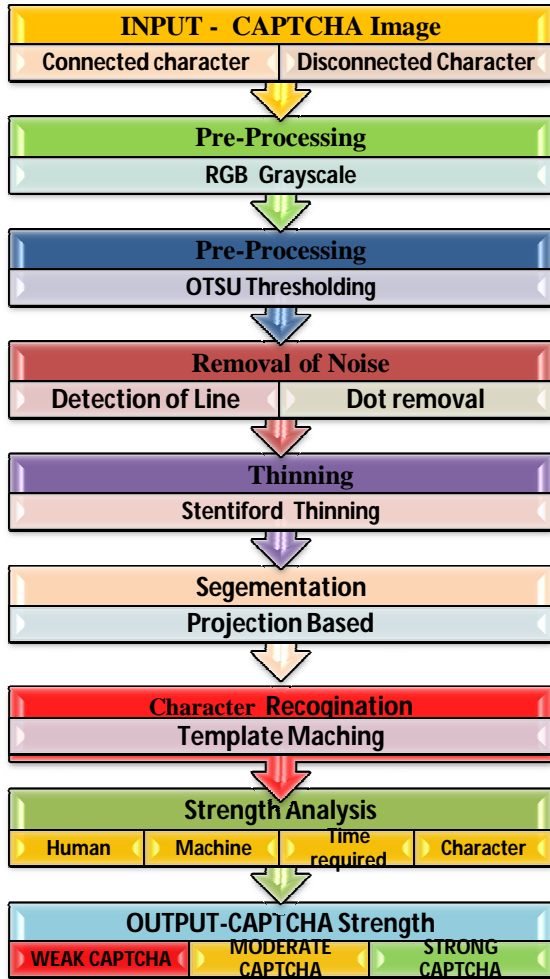 INPUT - CAPTCHA Image
Connected character Disconnected Character
Pre-Processing
RGB Grayscale
Pre-Processing
OTSU Thresholding
Removal of Noise
Detection of Line Dot removal
Thinning
Stentiford Thinning
Segementation
Projection Based
Character Recogination
Template Maching
Strength Analysis
Human Machine Time required Character
OUTPUT-CAPTCHA Strength
WEAK CAPTCHA MODERATE CAPTCHA STRONG CAPTCHA